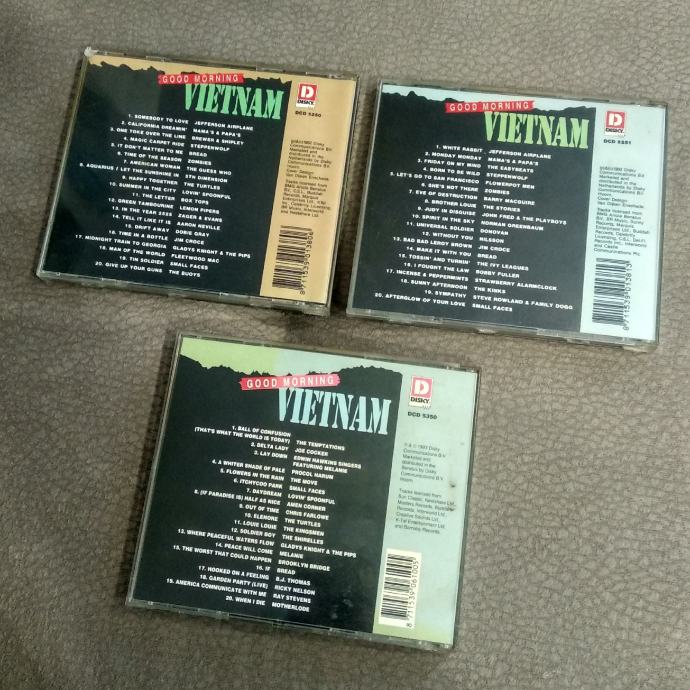 GOOD MORNING
VIETNAM
DISKY
DCD 5250
1. SOMEBODY TO LOVE JEFFERSON AIRPLANE
2. CALIFORNIA DREAMIN' MAMA'S & PAPA'S
3. ONE TOKE OVER THE LINE BREWER & SHIPLEY
4. MAGIC CARPET RIDE STEPPENWOLF
5. IT DON'T MATTER TO ME BREAD
6. TIME OF THE SEASON ZOMBIES
7. AMERICAN WOMAN THE GUESS WHO
8. AQUARIUS / LET THE SUNSHINE IN 5TH DIMENSION
9. HAPPY TOGETHER THE TURTLES
10. SUMMER IN THE CITY LOVIN' SPOONFUL
11. THE LETTER BOX TOPS
12. GREEN TAMBOURINE LEMON PIPERS
13. IN THE YEAR 2525 ZAGER & EVANS
14. TELL IT LIKE IT IS AARON NEVILLE
15. DRIFT AWAY DOBIE GRAY
16. TIME IN A BOTTLE JIM CROCE
17. MIDNIGHT TRAIN TO GEORGIA GLADYS KNIGHT & THE PIPS
18. MAN OF THE WORLD FLEETWOOD MAC
19. TIN SOLDIER SMALL FACES
20. GIVE UP YOUR GUNS THE BUOYS
GOOD MORNING
VIETNAM
DISKY
DCD 5251
1. WHITE RABBIT JEFFERSON AIRPLANE
2. MONDAY MONDAY MAMA'S & PAPA'S
3. FRIDAY ON MY MIND THE EASYBEATS
4. BORN TO BE WILD STEPPENWOLF
5. LET'S GO TO SAN FRANCISCO FLOWERPOT MEN
6. SHE'S NOT THERE ZOMBIES
7. EVE OF DESTRUCTION BARRY MACGUIRE
8. BROTHER LOUIE THE STORIES
9. JUDY IN DISGUISE JOHN FRED & THE PLAYBOYS
10. SPIRIT IN THE SKY NORMAN GREENBAUM
11. UNIVERSAL SOLDIER DONOVAN
12. WITHOUT YOU NILSSON
13. BAD BAD LEROY BROWN JIM CROCE
14. MAKE IT WITH YOU BREAD
15. TOSSIN' AND TURNIN' THE IVY LEAGUES
16. I FOUGHT THE LAW BOBBY FULLER
17. INCENSE & PEPPERMINTS STRAWBERRY ALARMCLOCK
18. SUNNY AFTERNOON THE KINKS
19. SYMPATHY STEVE ROWLAND & FAMILY DOGG
20. AFTERGLOW OF YOUR LOVE SMALL FACES
GOOD MORNING
VIETNAM
DISKY
DCD 5350
1. BALL OF CONFUSION
(THAT'S WHAT THE WORLD IS TODAY) THE TEMPTATIONS
2. DELTA LADY JOE COCKER
3. LAY DOWN EDWIN HAWKINS SINGERS
FEATURING MELANIE
4. A WHITER SHADE OF PALE PROCOL HARUM
5. FLOWERS IN THE RAIN THE MOVE
6. ITCHYCOO PARK SMALL FACES
7. DAYDREAM LOVIN' SPOONFUL
8. (IF PARADISE IS) HALF AS NICE AMEN CORNER
9. OUT OF TIME CHRIS FARLOWE
10. ELENORE THE TURTLES
11. LOUIE LOUIE THE KINGSMEN
12. SOLDIER BOY THE SHIRELLES
13. WHERE PEACEFUL WATERS FLOW GLADYS KNIGHT & THE PIPS
14. PEACE WILL COME MELANIE
15. THE WORST THAT COULD HAPPEN BROOKLYN BRIDGE
16. IF BREAD
17. HOOKED ON A FEELING B.J. THOMAS
18. GARDEN PARTY (LIVE) RICKY NELSON
19. AMERICA COMMUNICATE WITH ME RAY STEVENS
20. WHEN I DIE MOTHERLODE
8 711539 061005